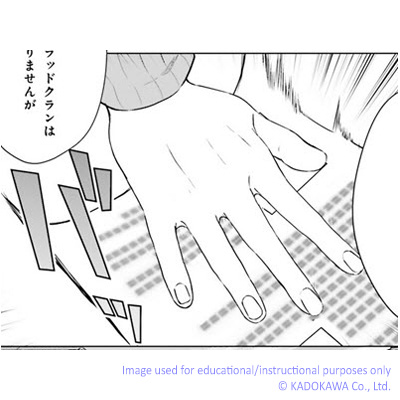 フッドクランは
りませんが
Image used for educational/instructional purposes only
© KADOKAWA Co., Ltd.